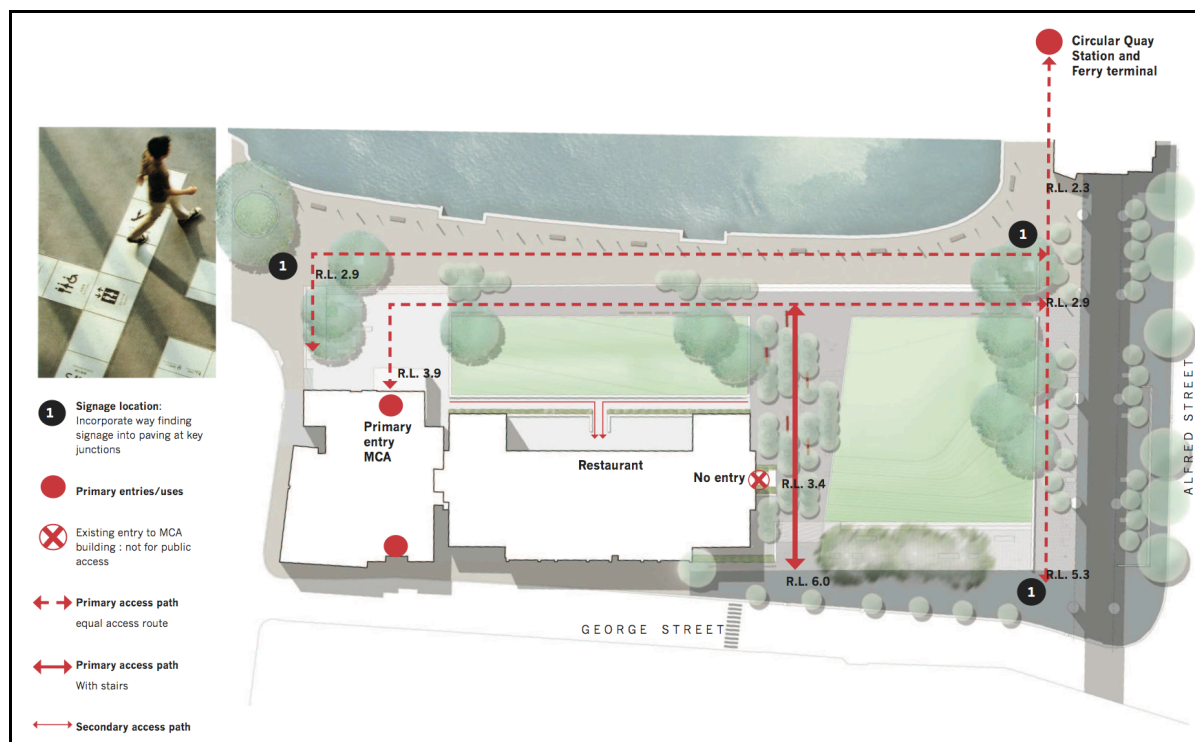 Circular Quay
Station and
Ferry terminal
R.L. 2.3
1
1
R.L. 2.9
R.L. 2.9
R.L. 3.9
Primary
entry
MCA
Restaurant
No entry
R.L. 3.4
R.L. 6.0
R.L. 5.3
1
GEORGE STREET
ALFRED STREET
1
Signage location:
Incorporate way finding
signage into paving at key
junctions
Primary entries/uses
Existing entry to MCA
building : not for public
access
Primary access path
equal access route
Primary access path
With stairs
Secondary access path